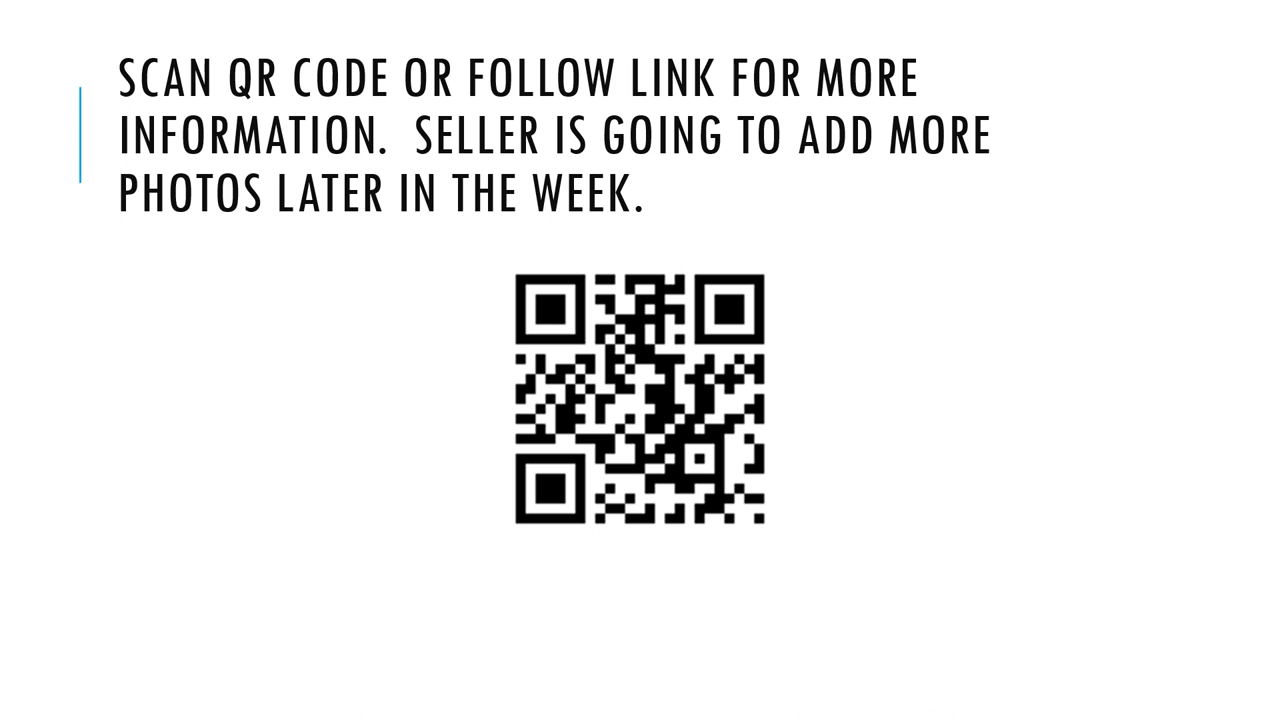 SCAN QR CODE OR FOLLOW LINK FOR MORE
INFORMATION.  SELLER IS GOING TO ADD MORE
PHOTOS LATER IN THE WEEK.